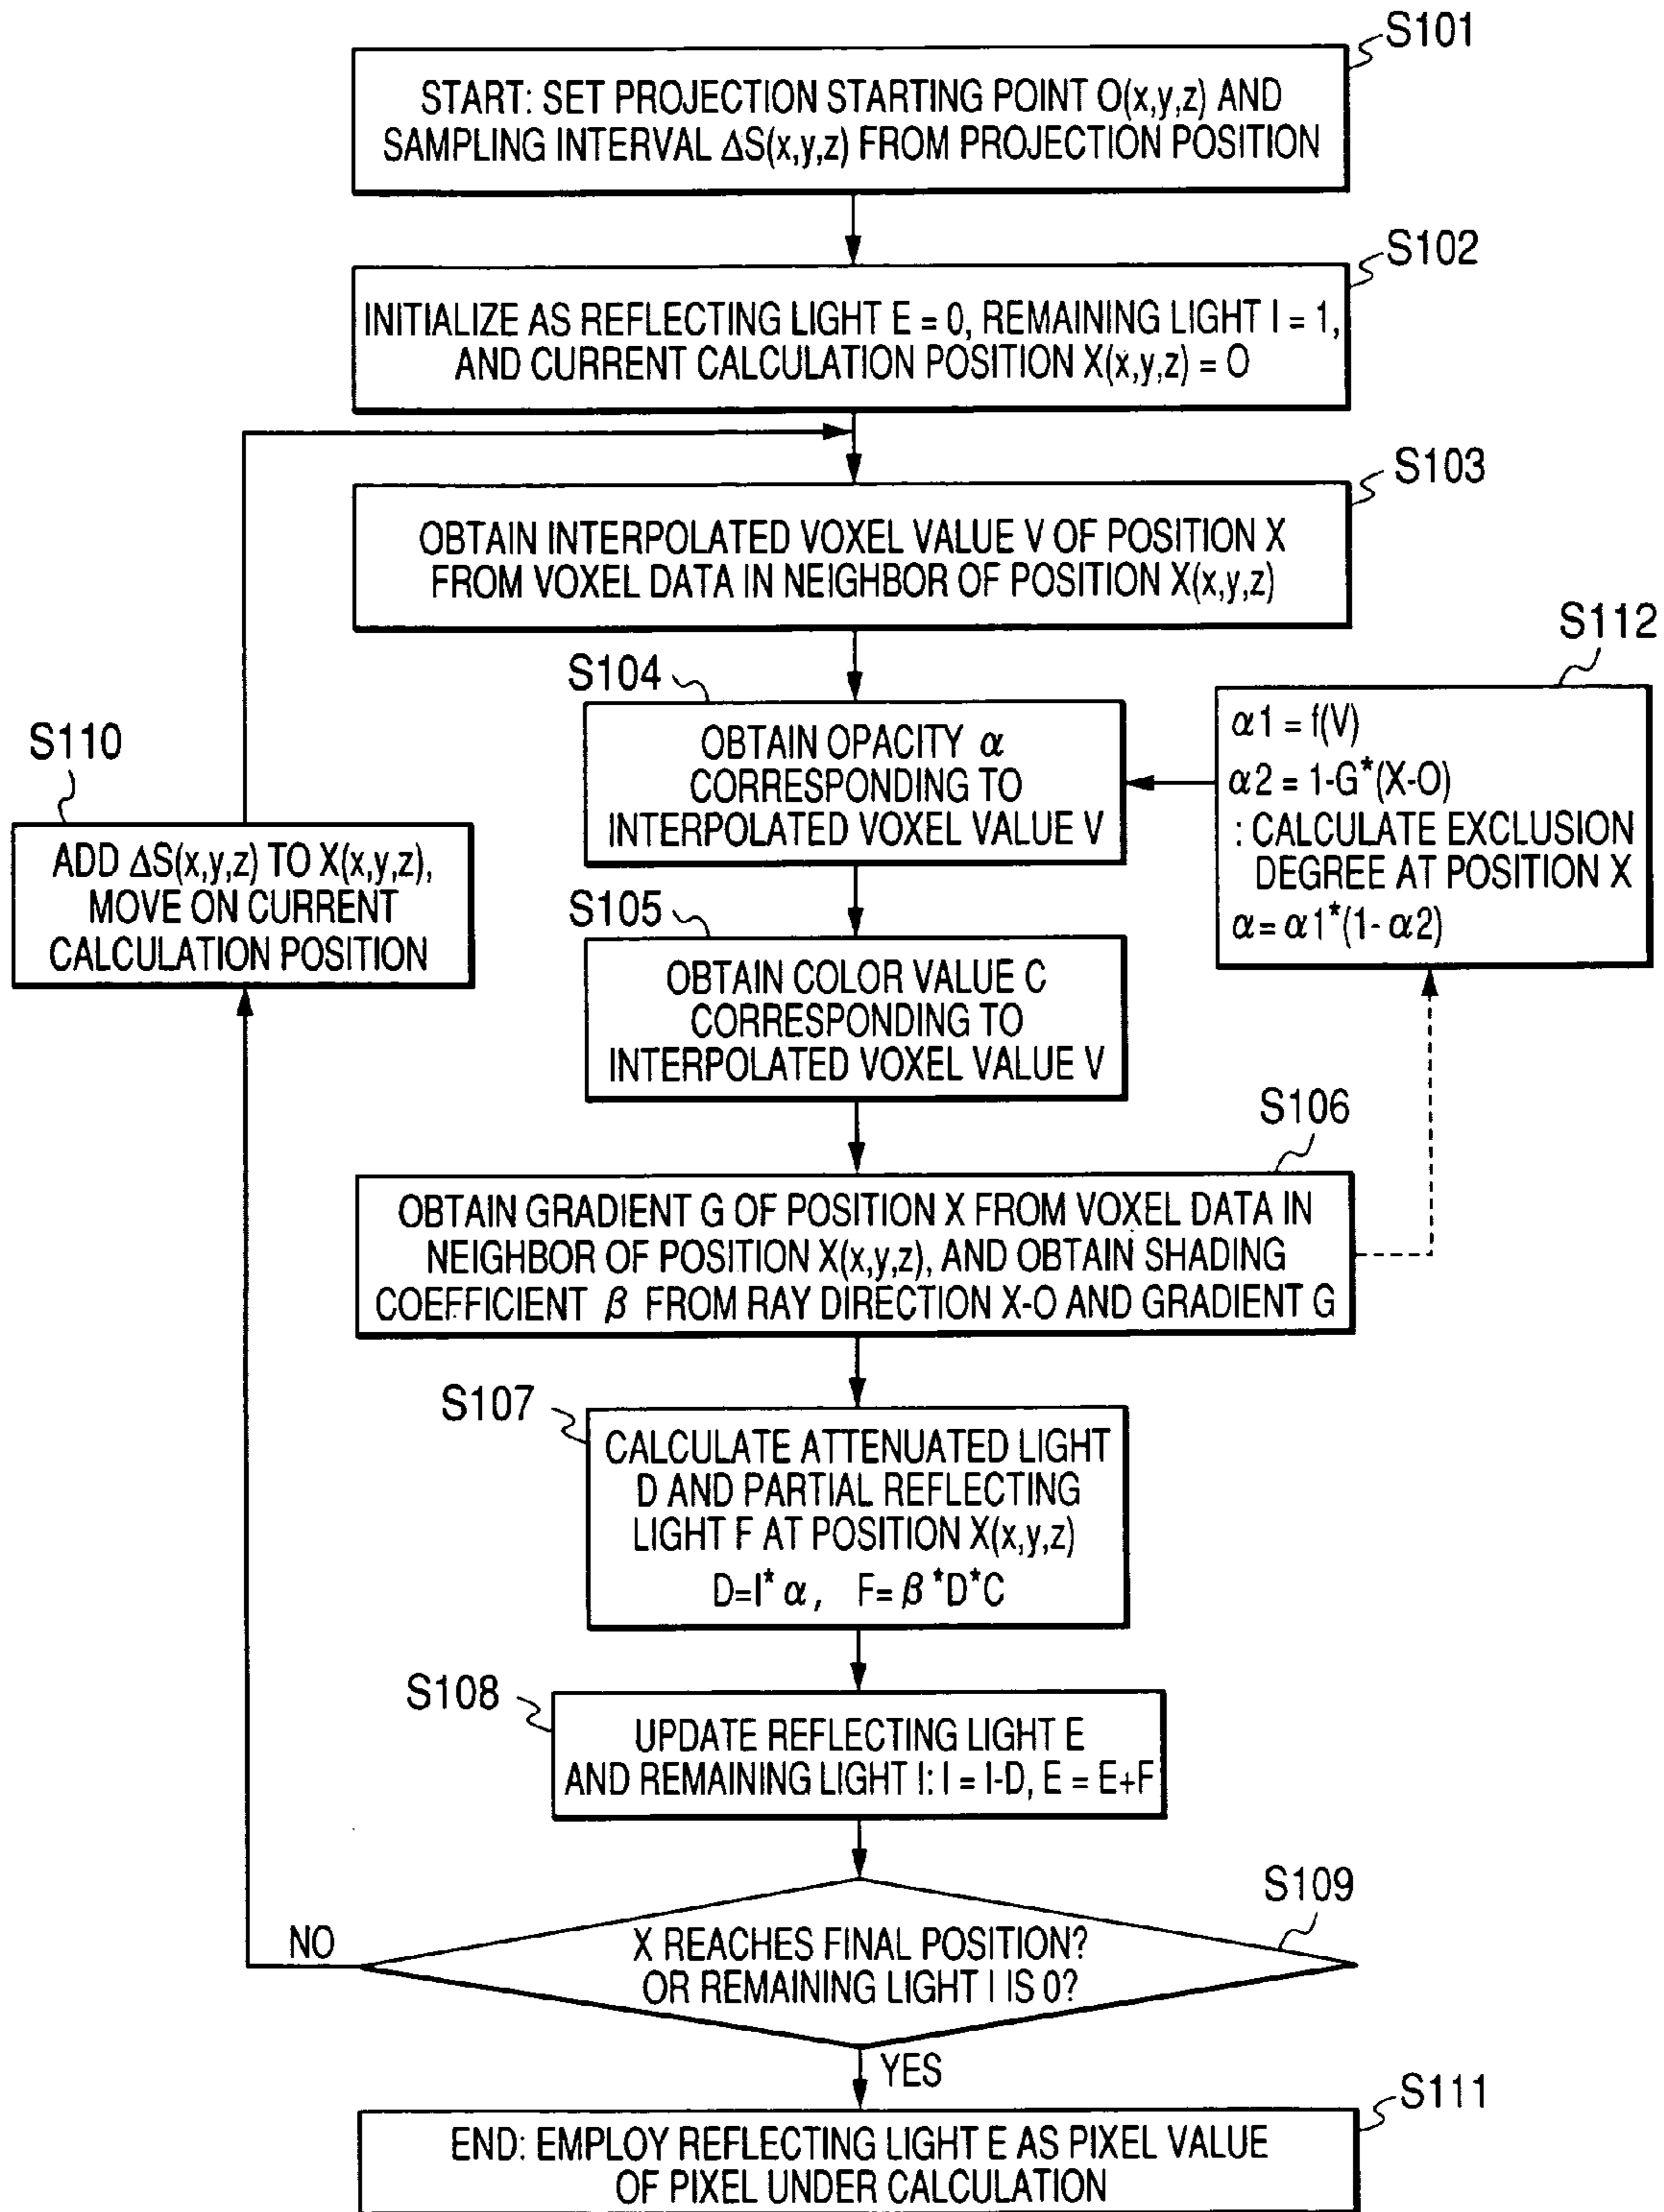 S101
START: SET PROJECTION STARTING POINT O(x,y,z) AND
SAMPLING INTERVAL ΔS(x,y,z) FROM PROJECTION POSITION
S102
INITIALIZE AS REFLECTING LIGHT E = 0, REMAINING LIGHT I = 1,
AND CURRENT CALCULATION POSITION X(x,y,z) = O
S103
OBTAIN INTERPOLATED VOXEL VALUE V OF POSITION X
FROM VOXEL DATA IN NEIGHBOR OF POSITION X(x,y,z)
S104
OBTAIN OPACITY α
CORRESPONDING TO
INTERPOLATED VOXEL VALUE V
S112
α1 = f(V)
α2 = 1-G*(X-O)
: CALCULATE EXCLUSION
DEGREE AT POSITION X
α=α1*(1-α2)
S110
ADD ΔS(x,y,z) TO X(x,y,z),
MOVE ON CURRENT
CALCULATION POSITION
S105
OBTAIN COLOR VALUE C
CORRESPONDING TO
INTERPOLATED VOXEL VALUE V
S106
OBTAIN GRADIENT G OF POSITION X FROM VOXEL DATA IN
NEIGHBOR OF POSITION X(x,y,z), AND OBTAIN SHADING
COEFFICIENT β FROM RAY DIRECTION X-O AND GRADIENT G
S107
CALCULATE ATTENUATED LIGHT
D AND PARTIAL REFLECTING
LIGHT F AT POSITION X(x,y,z)
D=I*α, F=β*D*C
S108
UPDATE REFLECTING LIGHT E
AND REMAINING LIGHT I: I = I-D, E = E+F
S109
X REACHES FINAL POSITION?
OR REMAINING LIGHT I IS 0?
NO
YES
S111
END: EMPLOY REFLECTING LIGHT E AS PIXEL VALUE
OF PIXEL UNDER CALCULATION